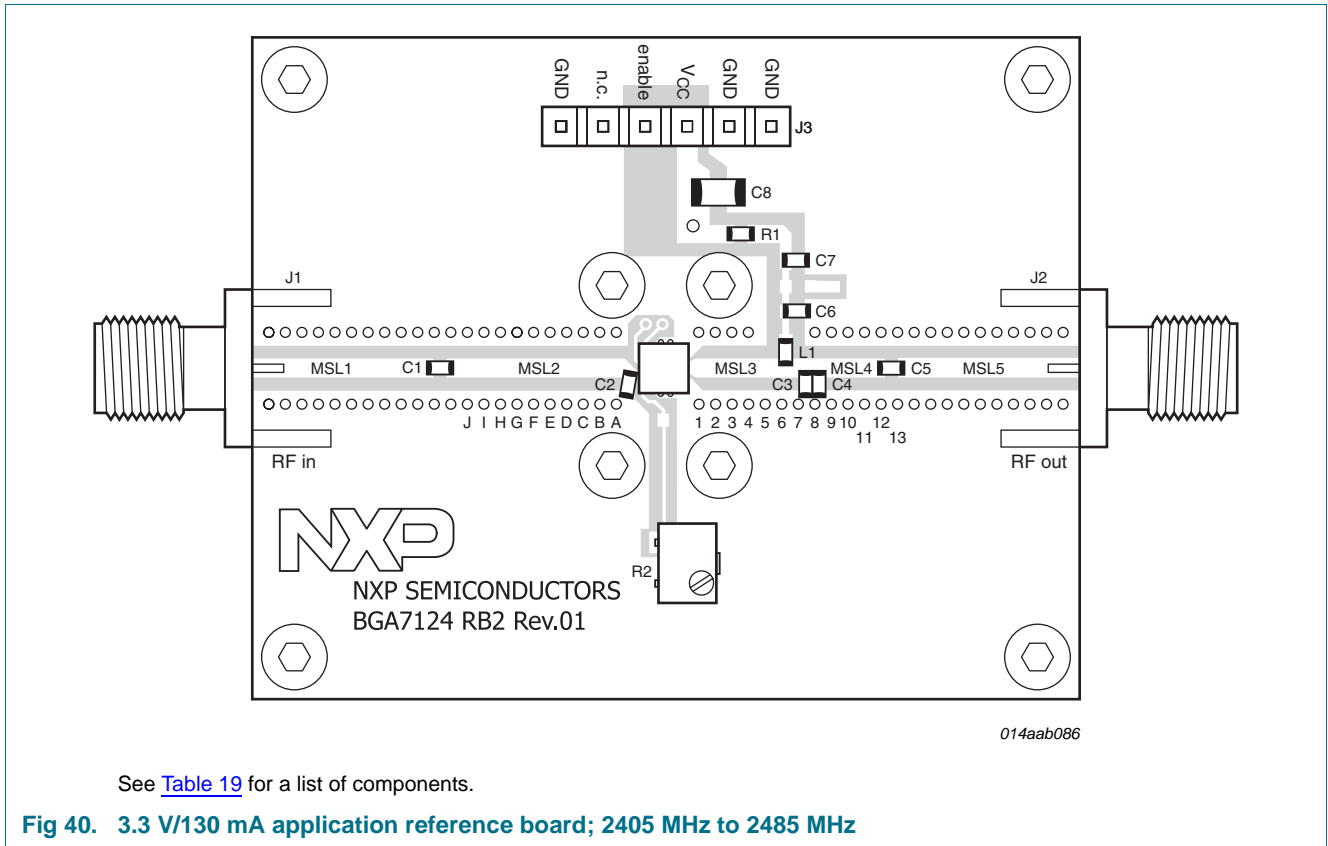 GND n.c. enable VCC GND GND
J3
C8
R1
C7
J1
J2
C6
L1
MSL1 C1 MSL2 MSL3 MSL4 C5 MSL5
C2 C3 C4
J I H G F E D C B A 1 2 3 4 5 6 7 8 9 10 12
11 13
RF in RF out
NXP
R2
NXP SEMICONDUCTORS
BGA7124 RB2 Rev.01
014aab086
See Table 19 for a list of components.
Fig 40. 3.3 V/130 mA application reference board; 2405 MHz to 2485 MHz